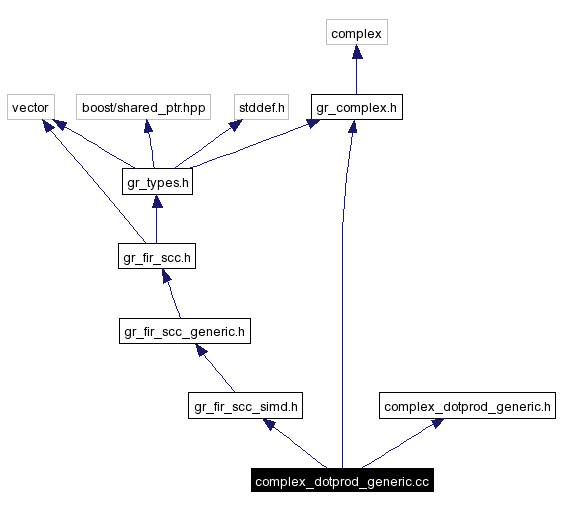 complex
vector
boost/shared_ptr.hpp
stddef.h
gr_complex.h
gr_types.h
gr_fir_scc.h
gr_fir_scc_generic.h
gr_fir_scc_simd.h
complex_dotprod_generic.h
complex_dotprod_generic.cc